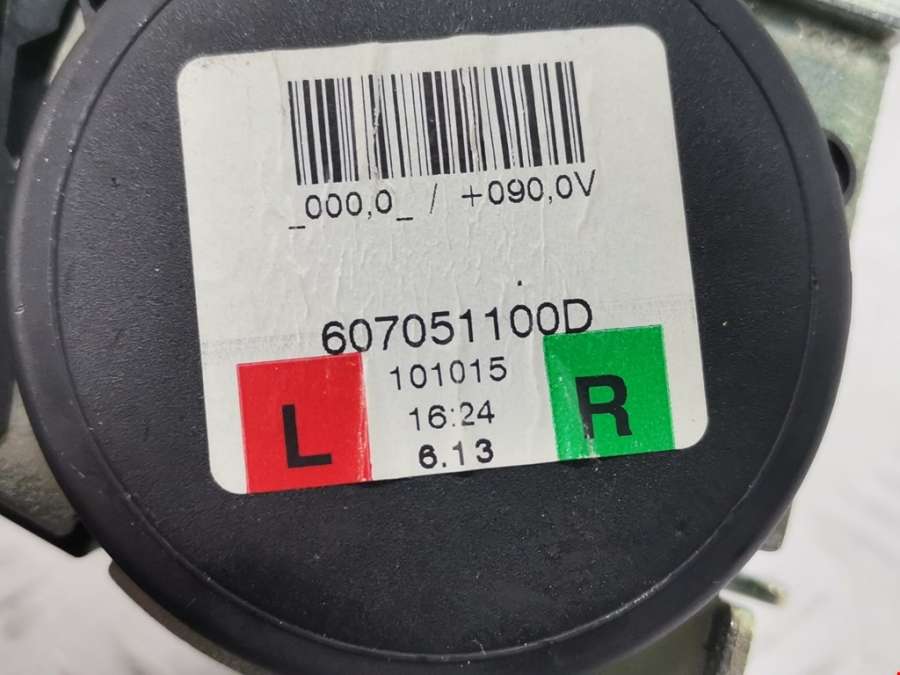 _000,0_ / +090,0V
607051100D
101015
L
R
16:24
6.13